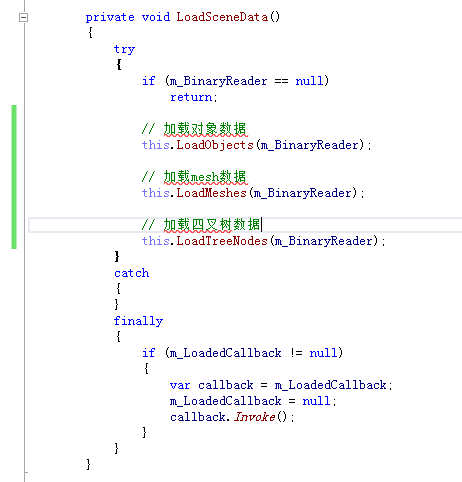 private void LoadSceneData()
{
    try
    {
        if (m_BinaryReader == null)
            return;

        // 加载对象数据
        this.LoadObjects(m_BinaryReader);

        // 加载mesh数据
        this.LoadMeshes(m_BinaryReader);

        // 加载四叉树数据
        this.LoadTreeNodes(m_BinaryReader);
    }
    catch
    {
    }
    finally
    {
        if (m_LoadedCallback != null)
        {
            var callback = m_LoadedCallback;
            m_LoadedCallback = null;
            callback.Invoke();
        }
    }
}